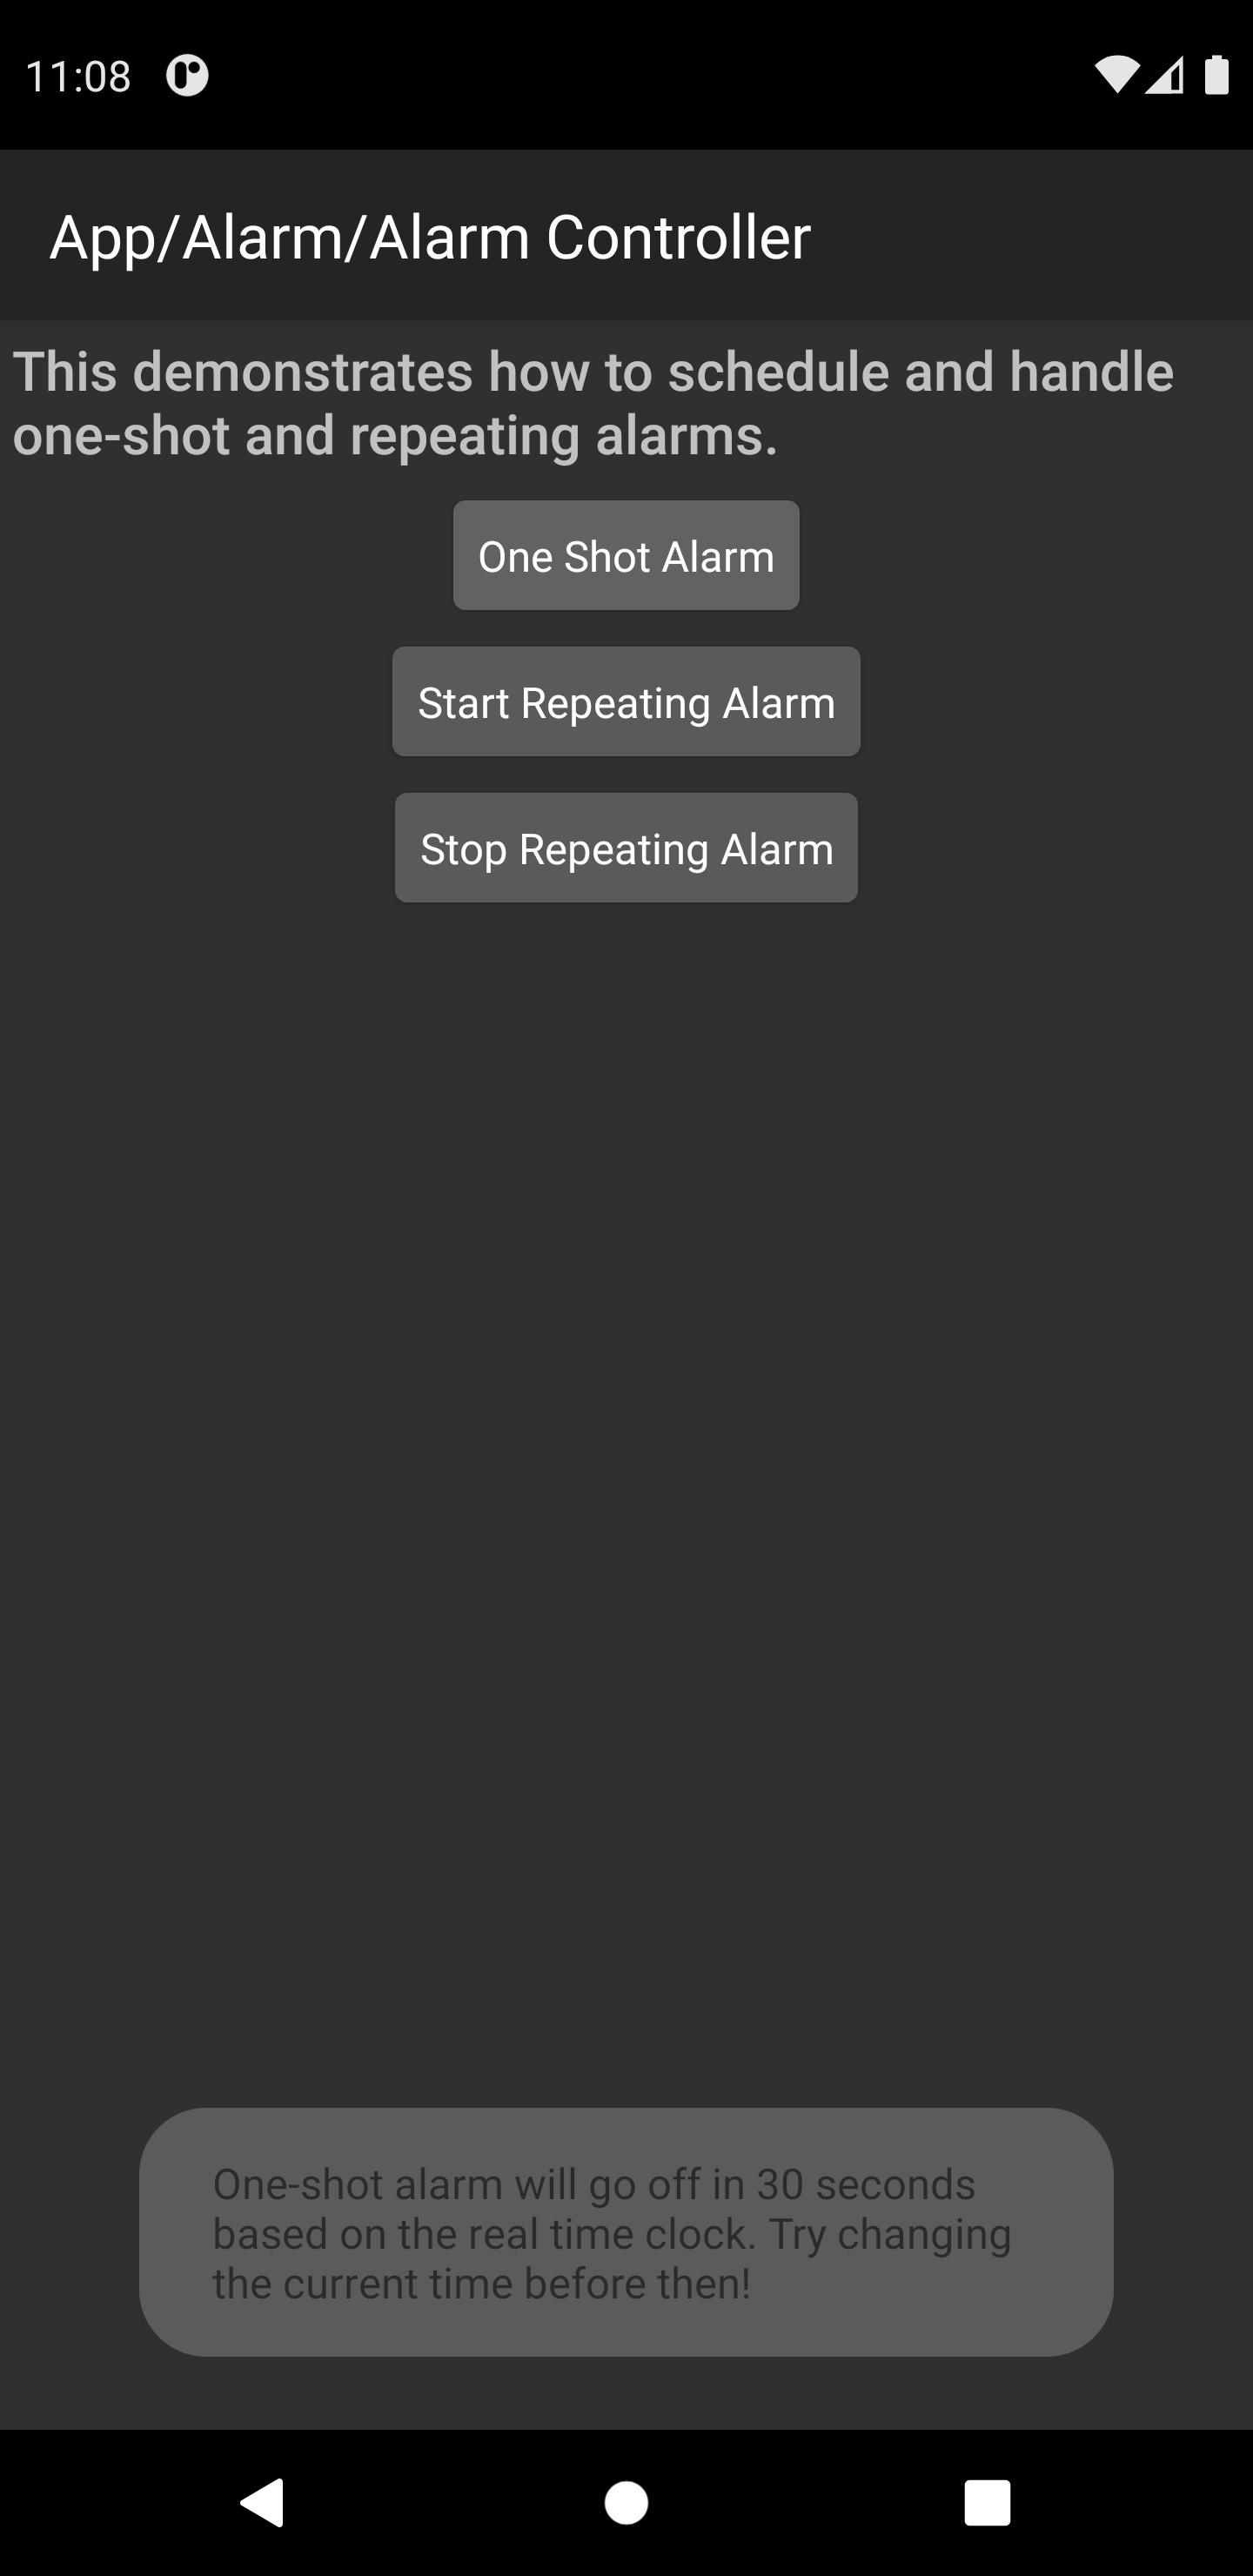 11:08
App/Alarm/Alarm Controller
This demonstrates how to schedule and handle
one-shot and repeating alarms.
One Shot Alarm
Start Repeating Alarm
Stop Repeating Alarm
One-shot alarm will go off in 30 seconds
based on the real time clock. Try changing
the current time before then!